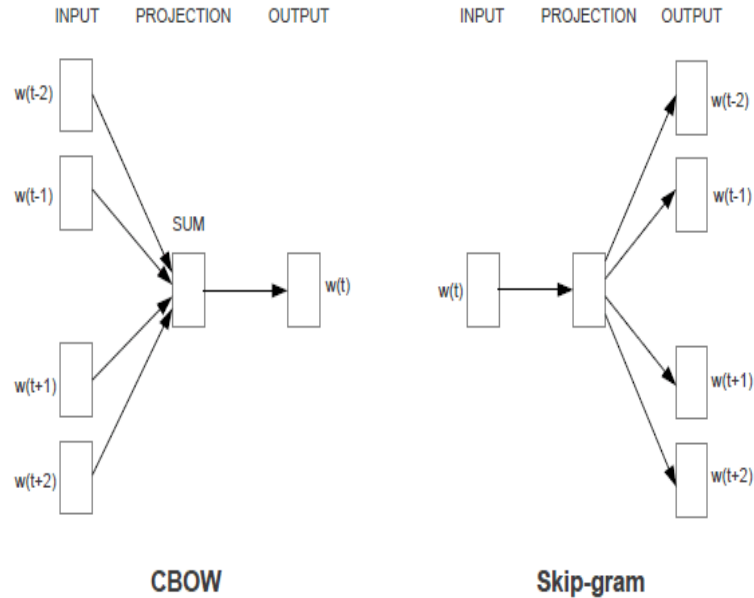 INPUT PROJECTION OUTPUT
w(t-2)
w(t-1)
SUM
w(t)
w(t+1)
w(t+2)
CBOW
INPUT PROJECTION OUTPUT
w(t-2)
w(t-1)
w(t)
w(t+1)
w(t+2)
Skip-gram